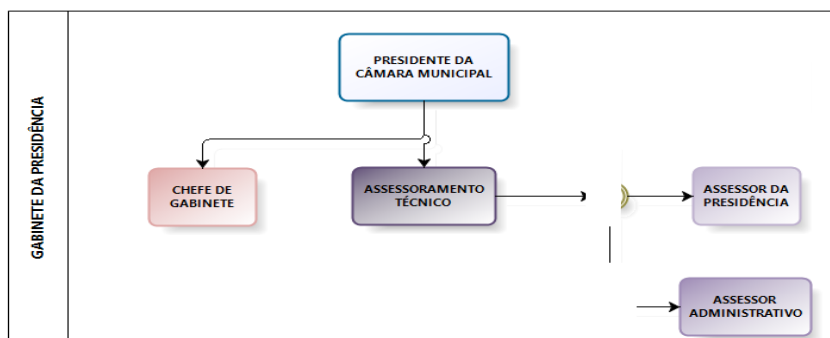 GABINETE DA PRESIDÊNCIA
PRESIDENTE DA
CÂMARA MUNICIPAL
CHEFE DE
GABINETE
ASSESSORAMENTO
TÉCNICO
ASSESSOR DA
PRESIDÊNCIA
ASSESSOR
ADMINISTRATIVO